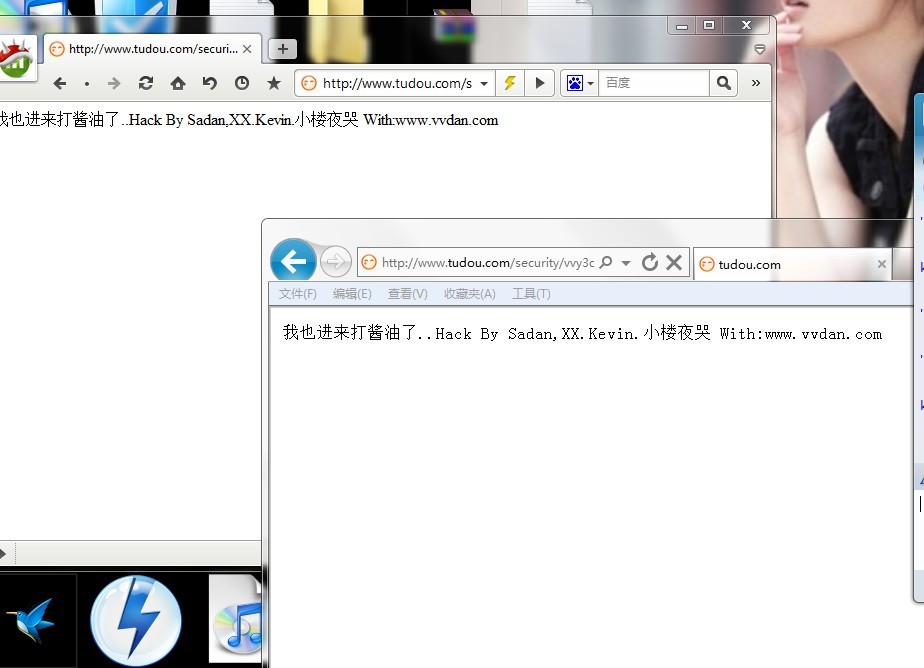 http://www.tudou.com/securi...
http://www.tudou.com/s
百度
我也进来打酱油了..Hack By Sadan,XX.Kevin.小楼夜哭 With:www.vvdan.com
http://www.tudou.com/security/vvy3c
tudou.com
文件(F) 编辑(E) 查看(V) 收藏夹(A) 工具(T)
我也进来打酱油了..Hack By Sadan,XX.Kevin.小楼夜哭 With:www.vvdan.com